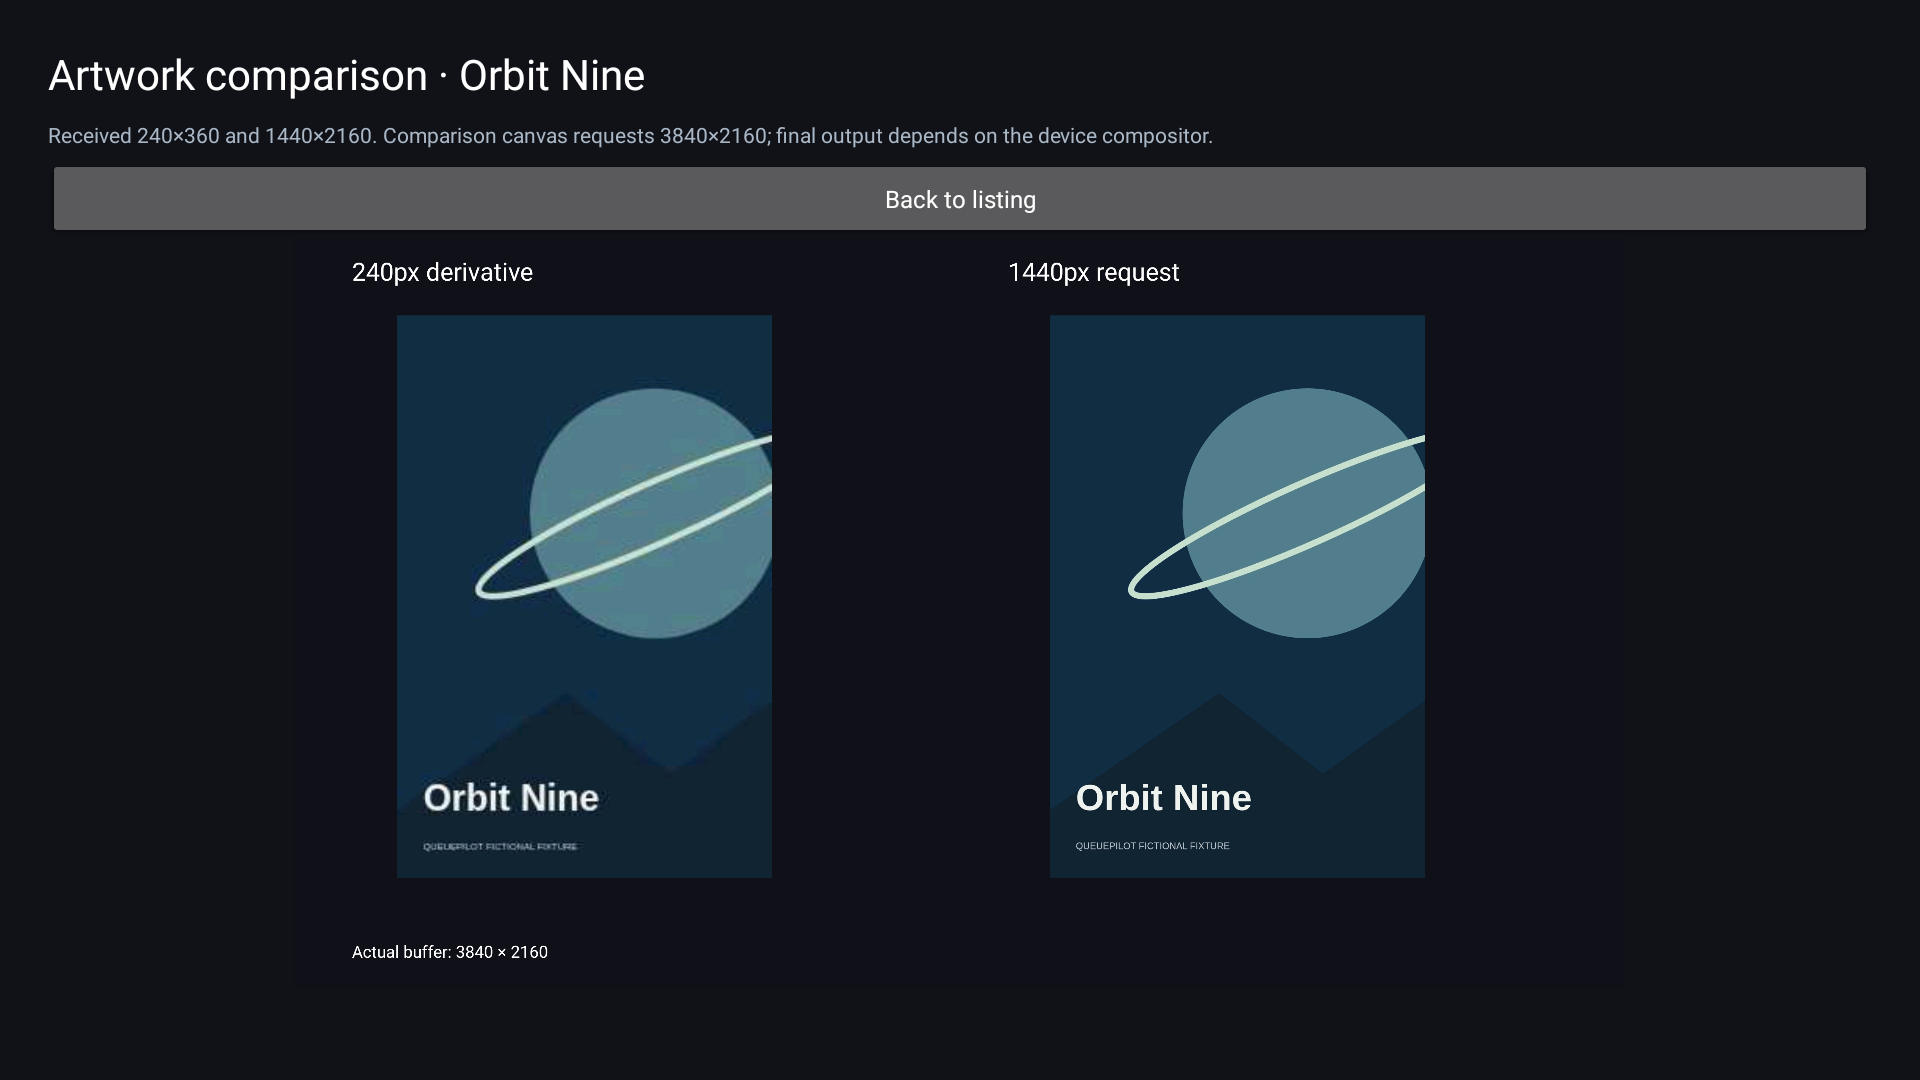 Artwork comparison · Orbit Nine
Received 240×360 and 1440×2160. Comparison canvas requests 3840×2160; final output depends on the device compositor.
Back to listing
240px derivative
1440px request
Orbit Nine
QUEUEPILOT FICTIONAL FIXTURE
Orbit Nine
QUEUEPILOT FICTIONAL FIXTURE
Actual buffer: 3840 × 2160